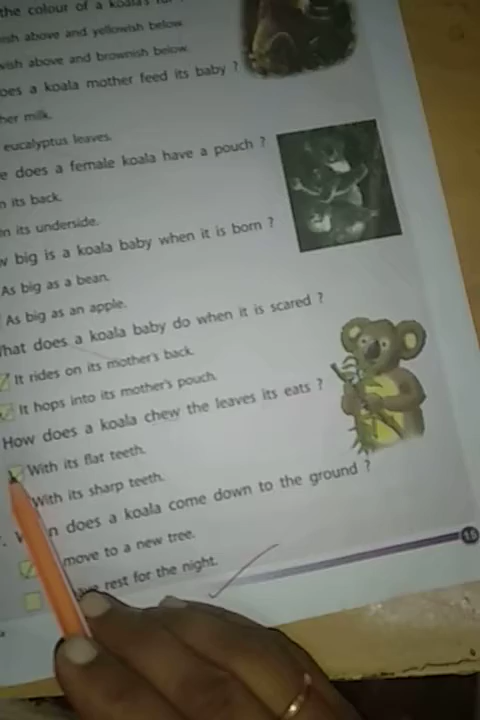 the colour of a koala's
ish above and yellowish below
wish above and brownish below.
oes a koala mother feed its baby ?
her milk.
eucalyptus leaves.
e does a female koala have a pouch ?
n its back.
n its underside.
w big is a koala baby when it is born ?
As big as a bean.
As big as an apple.
hat does a koala baby do when it is scared ?
It rides on its mother's back.
It hops into its mother's pouch.
How does a koala chew the leaves its eats ?
With its flat teeth.
With its sharp teeth.
n does a koala come down to the ground ?
move to a new tree.
rest for the night.